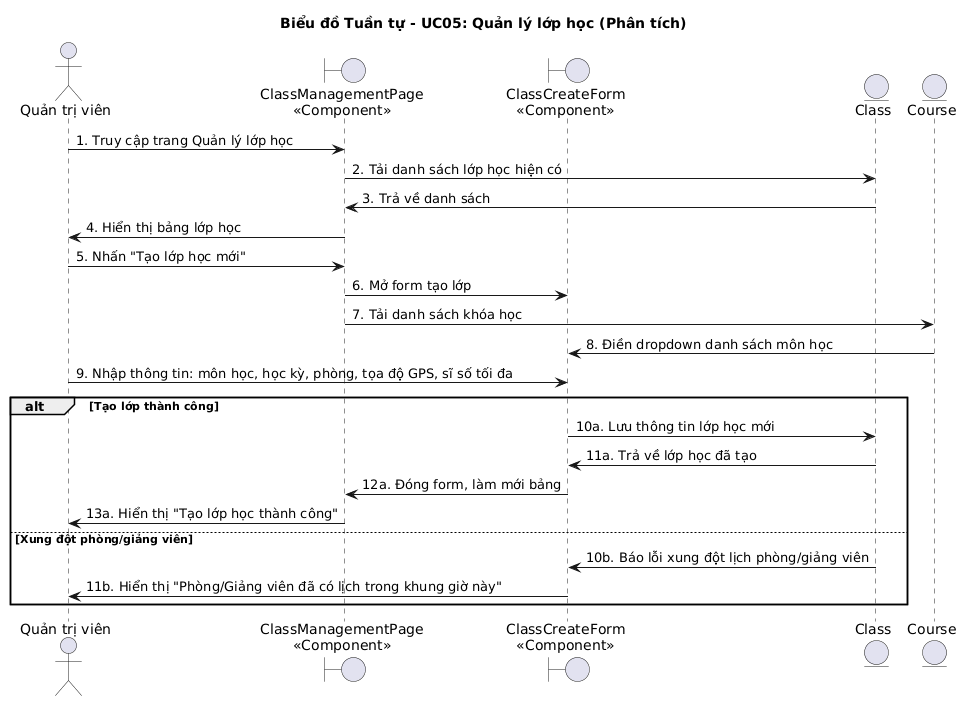 Biểu đồ Tuần tự - UC05: Quản lý lớp học (Phân tích)
Quản trị viên
ClassManagementPage
«Component»
ClassCreateForm
«Component»
Class
Course
1. Truy cập trang Quản lý lớp học
2. Tải danh sách lớp học hiện có
3. Trả về danh sách
4. Hiển thị bảng lớp học
5. Nhấn "Tạo lớp học mới"
6. Mở form tạo lớp
7. Tải danh sách khóa học
8. Điền dropdown danh sách môn học
9. Nhập thông tin: môn học, học kỳ, phòng, tọa độ GPS, sĩ số tối đa
alt
[Tạo lớp thành công]
10a. Lưu thông tin lớp học mới
11a. Trả về lớp học đã tạo
12a. Đóng form, làm mới bảng
13a. Hiển thị "Tạo lớp học thành công"
[Xung đột phòng/giảng viên]
10b. Báo lỗi xung đột lịch phòng/giảng viên
11b. Hiển thị "Phòng/Giảng viên đã có lịch trong khung giờ này"
Quản trị viên
ClassManagementPage
«Component»
ClassCreateForm
«Component»
Class
Course